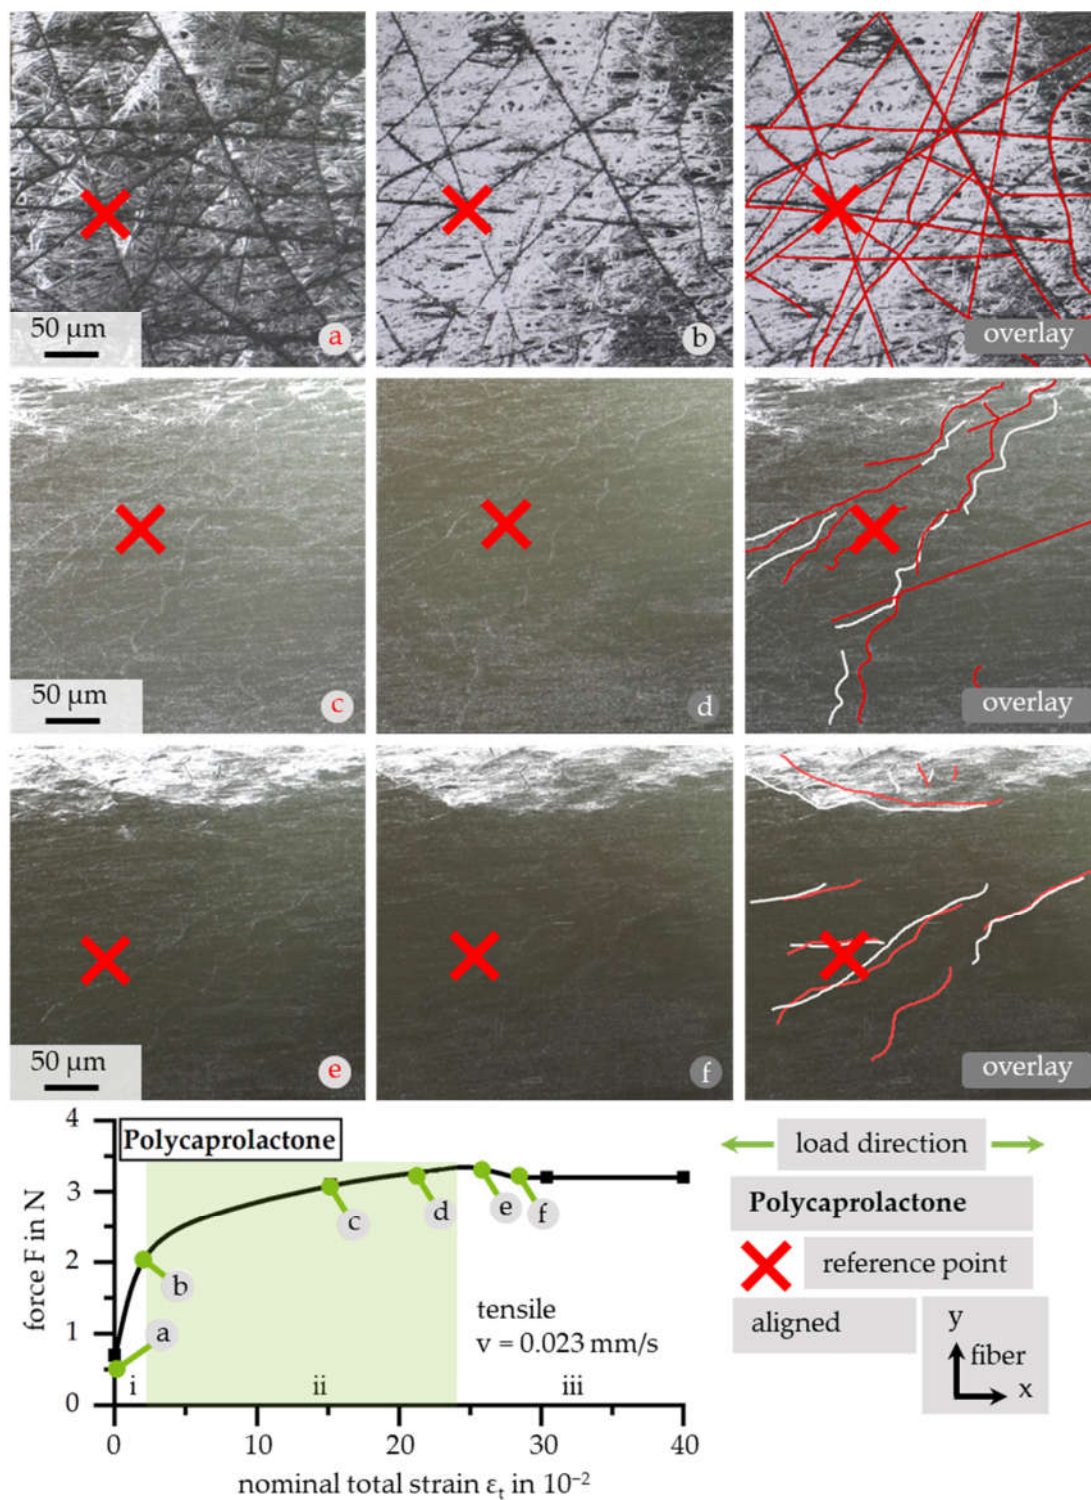 50 µm
a
b
overlay
50 µm
c
d
overlay
50 µm
e
f
overlay
Polycaprolactone
4
3
2
1
0
force F in N
a
b
c
d
e
f
i
ii
iii
tensile
v = 0.023 mm/s
0
10
20
30
40
nominal total strain εt in 10⁻²
load direction
Polycaprolactone
reference point
aligned
y
fiber
x